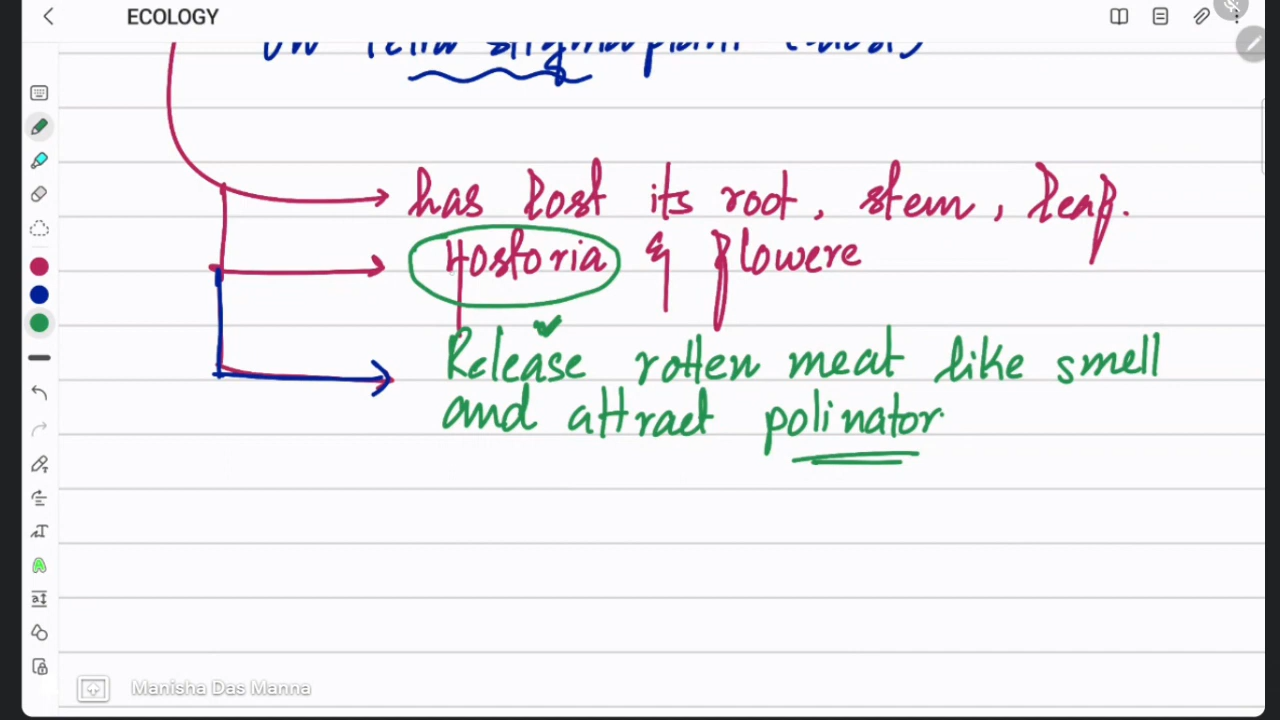 ECOLOGY
has lost its root, stem, leaf.
Hostoria & flowere
Release rotten meat like smell
and attract polinator.
Manisha Das Manna